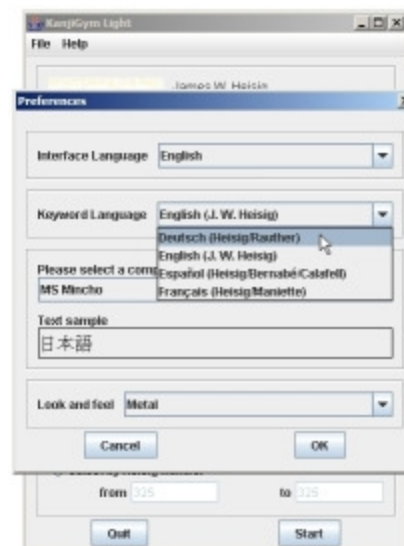 KanjiGym Light
File Help
James W. Heisig
Preferences
Interface Language English
Keyword Language English (J. W. Heisig)
Deutsch (Heisig/Rauther)
English (J. W. Heisig)
Español (Heisig/Bernabé/Calafell)
Français (Heisig/Maniette)
Please select a
MS Mincho
Text sample
日本語
Look and feel Metal
Cancel OK
from 325 to 325
Quit Start